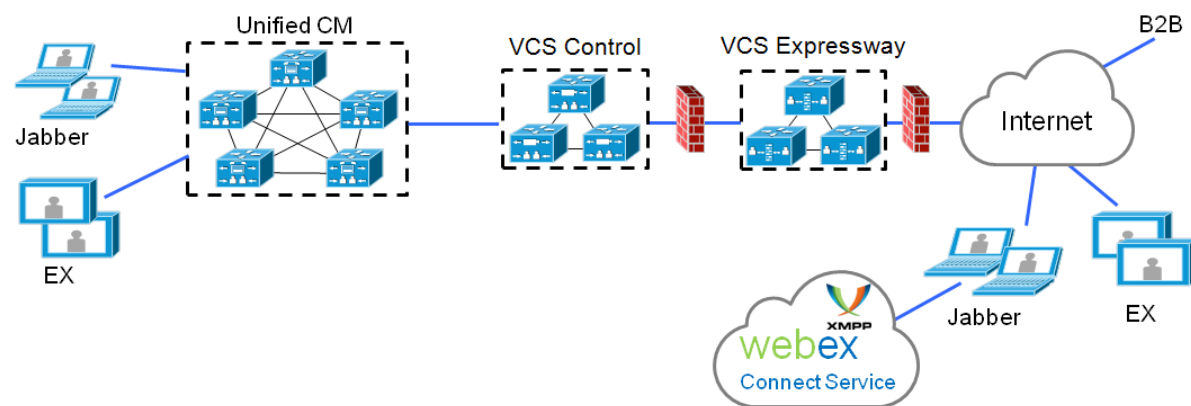 Unified CM
VCS Control
VCS Expressway
B2B
Jabber
Internet
EX
XMPP
webex
Connect Service
Jabber
EX